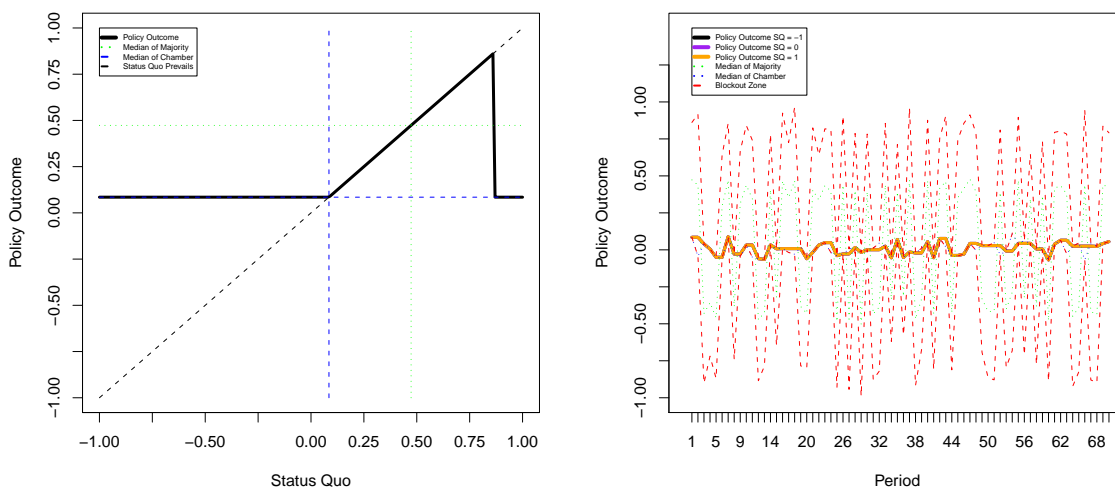 Policy Outcome
Median of Majority
Median of Chamber
Status Quo Prevails
Policy Outcome
1.00
0.75
0.50
0.25
0.00
−0.50
−1.00
−1.00
−0.50
0.00
0.25
0.50
0.75
1.00
Status Quo
Policy Outcome SQ = −1
Policy Outcome SQ = 0
Policy Outcome SQ = 1
Median of Majority
Median of Chamber
Blockout Zone
Policy Outcome
1.00
0.50
0.00
−0.50
−1.00
1 5 9 14 20 26 32 38 44 50 56 62 68
Period